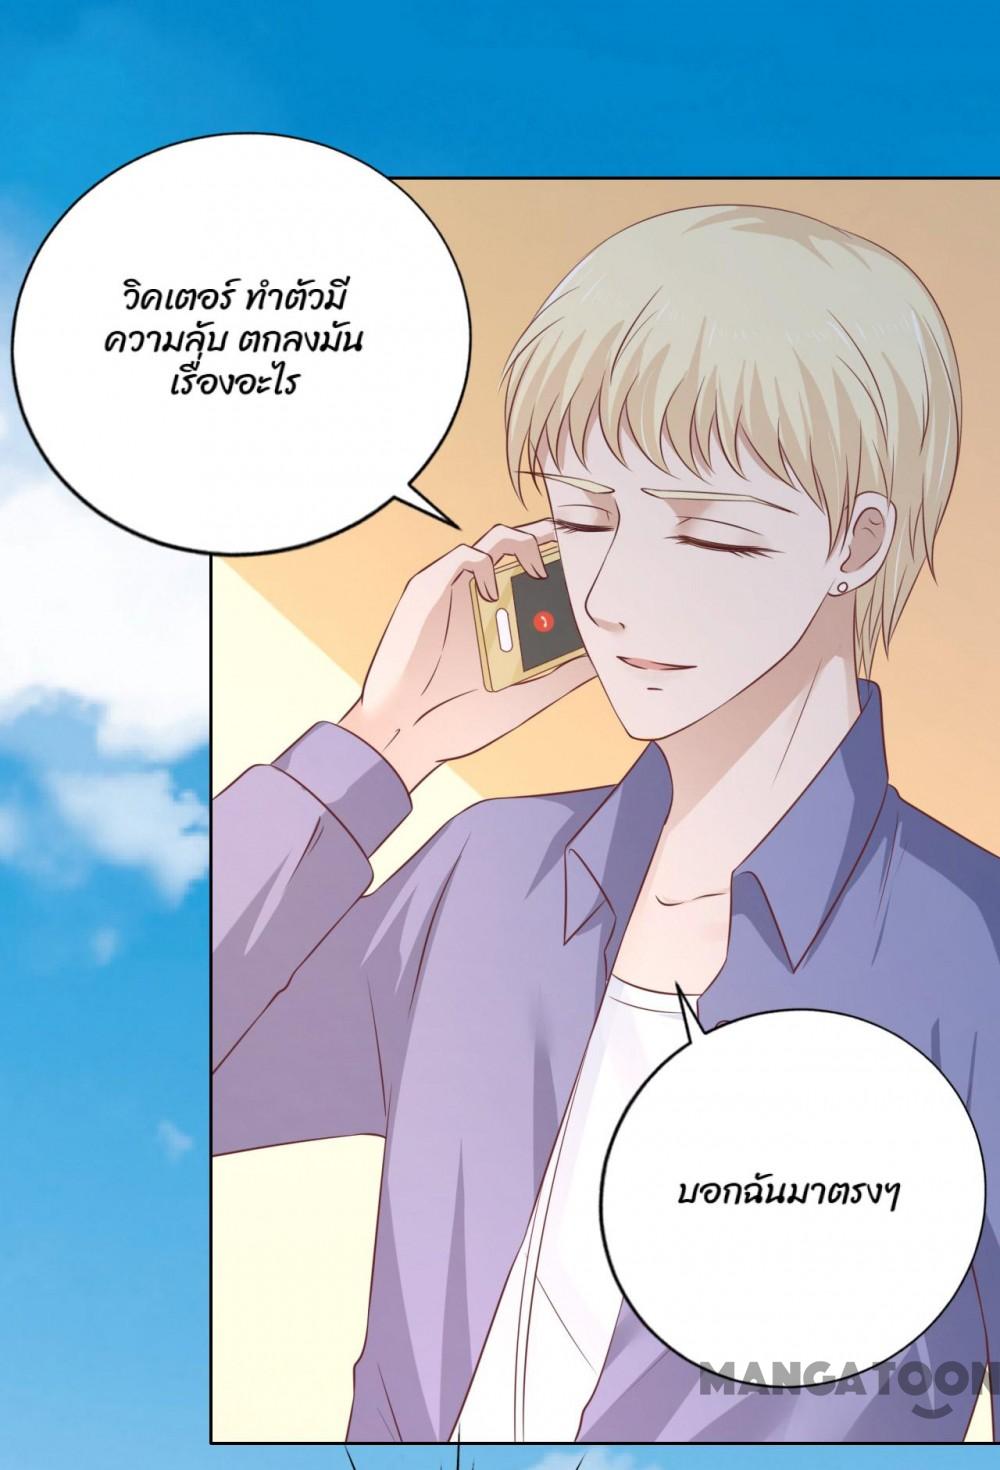 วิคเตอร์ ทำตัวมี
ความลับ ตกลงมัน
เรื่องอะไร
บอกฉันมาตรงๆ
MANGATOON